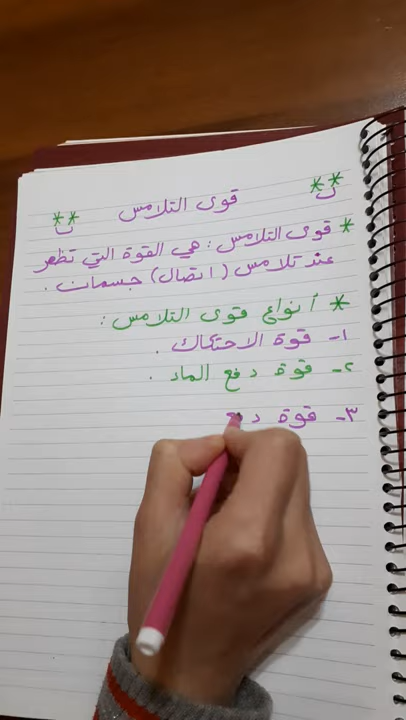 قوى التلامس
* قوى التلامس : هي القوة التي تظهر
عند تلامس ( اتصال ) جسمان .
* أنواع قوى التلامس :
١- قوة الاحتكاك .
٢- قوة دفع الماد .
٣- قوة دفع